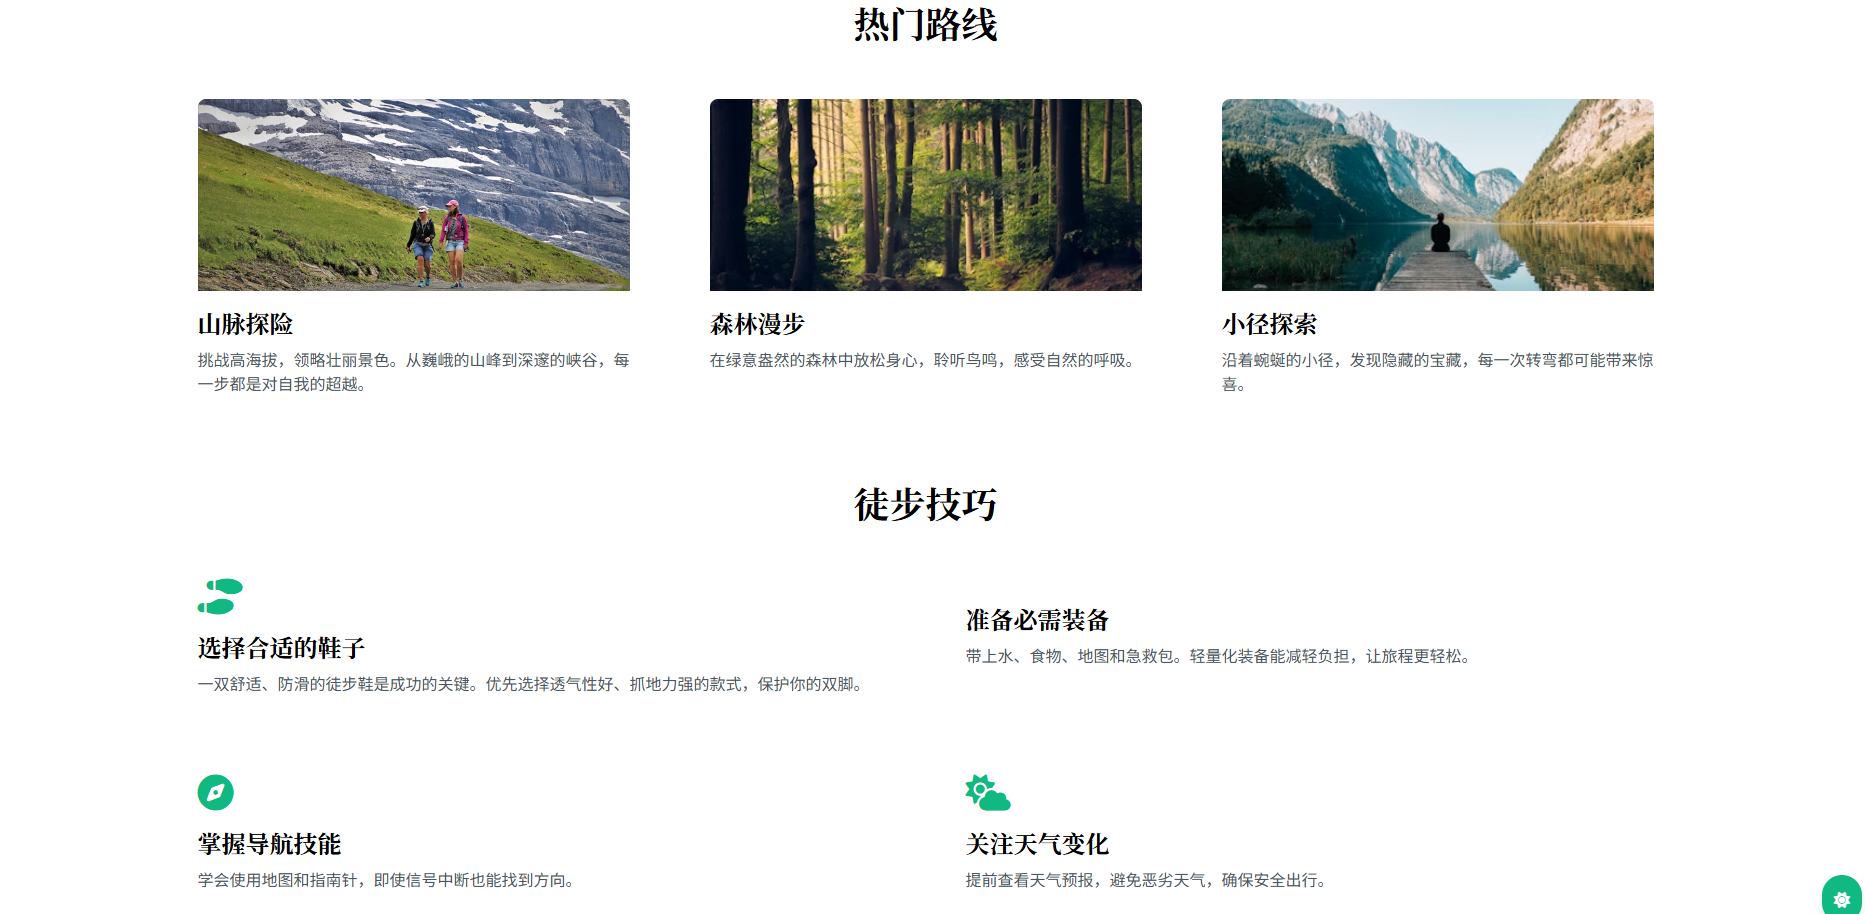 热门路线
山脉探险
挑战高海拔，领略壮丽景色。从巍峨的山峰到深邃的峡谷，每
一步都是对自我的超越。
森林漫步
在绿意盎然的森林中放松身心，聆听鸟鸣，感受自然的呼吸。
小径探索
沿着蜿蜒的小径，发现隐藏的宝藏，每一次转弯都可能带来惊
喜。
徒步技巧
选择合适的鞋子
一双舒适、防滑的徒步鞋是成功的关键。优先选择透气性好、抓地力强的款式，保护你的双脚。
准备必需装备
带上水、食物、地图和急救包。轻量化装备能减轻负担，让旅程更轻松。
掌握导航技能
学会使用地图和指南针，即使信号中断也能找到方向。
关注天气变化
提前查看天气预报，避免恶劣天气，确保安全出行。